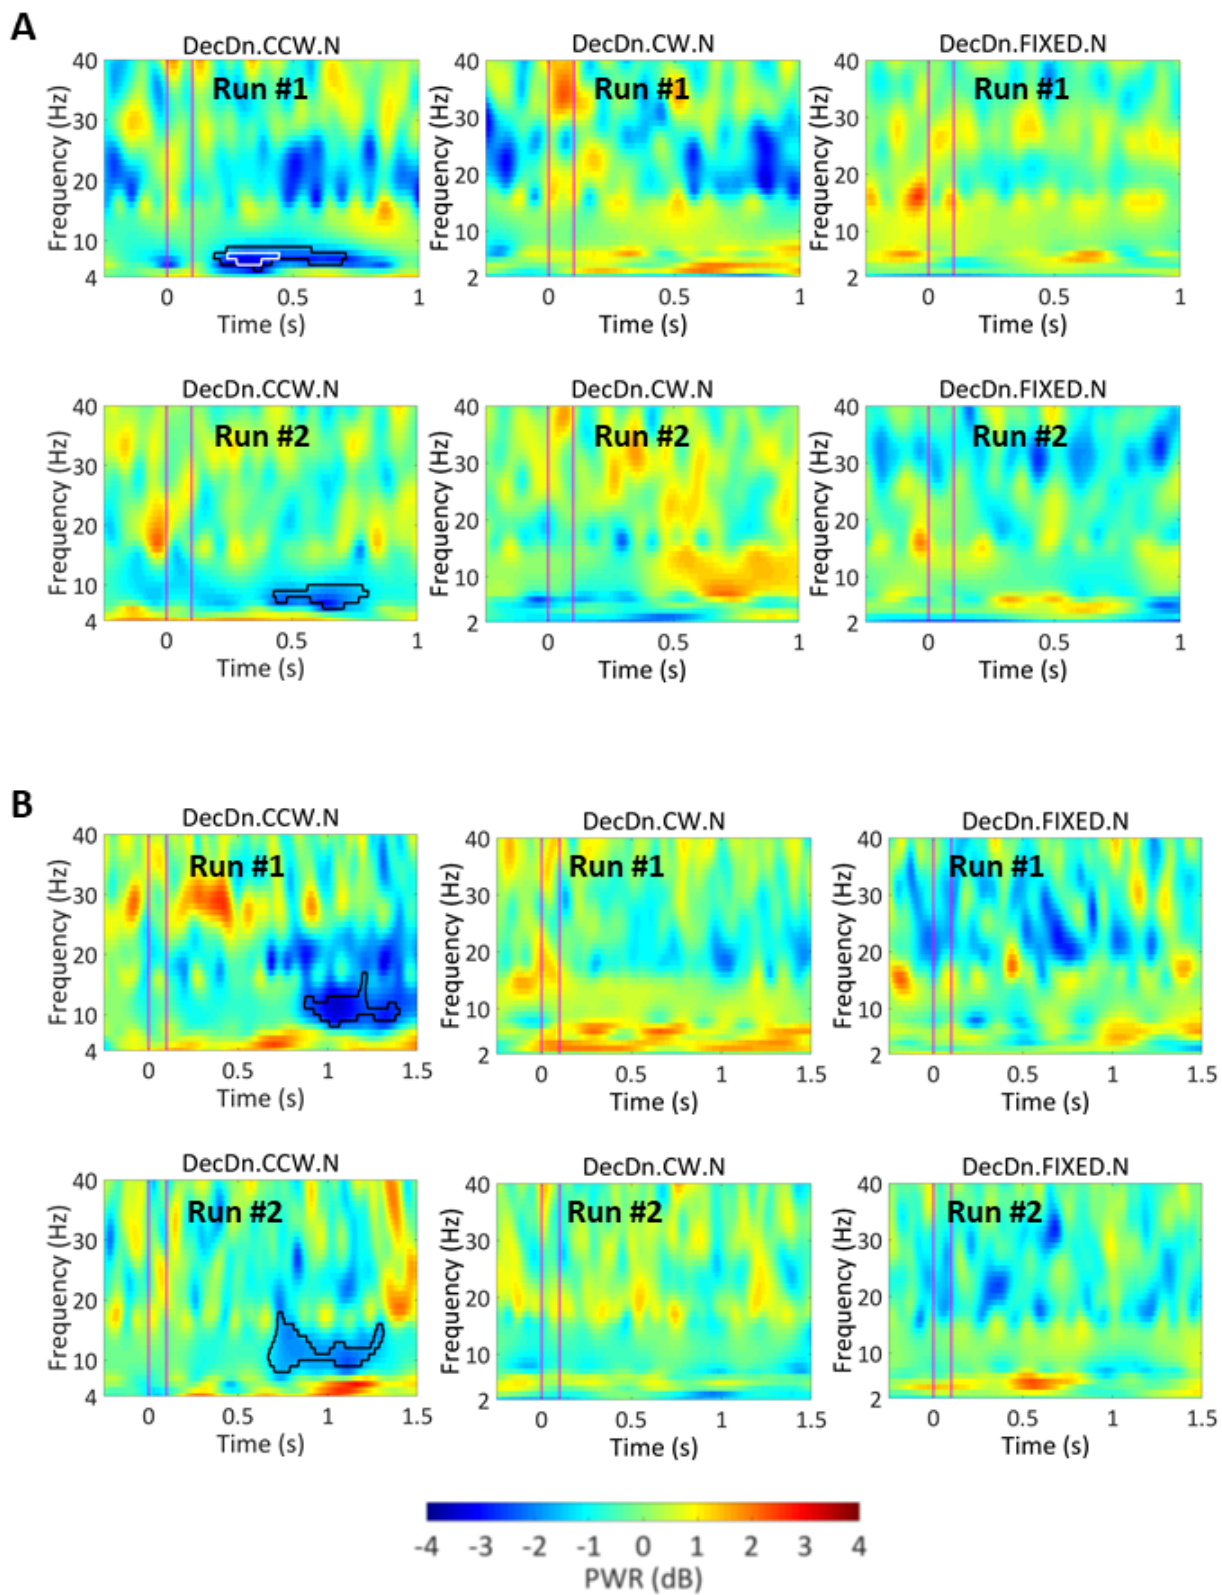 A
DecDn.CCW.N
DecDn.CW.N
DecDn.FIXED.N
Frequency (Hz)
40
30
20
10
4
Run #1
0
0.5
1
Time (s)
Frequency (Hz)
40
30
20
10
2
Run #1
0
0.5
1
Time (s)
Frequency (Hz)
40
30
20
10
2
Run #1
0
0.5
1
Time (s)
DecDn.CCW.N
DecDn.CW.N
DecDn.FIXED.N
Frequency (Hz)
40
30
20
10
4
Run #2
0
0.5
1
Time (s)
Frequency (Hz)
40
30
20
10
2
Run #2
0
0.5
1
Time (s)
Frequency (Hz)
40
30
20
10
2
Run #2
0
0.5
1
Time (s)
B
DecDn.CCW.N
DecDn.CW.N
DecDn.FIXED.N
Frequency (Hz)
40
30
20
10
4
Run #1
0
0.5
1
1.5
Time (s)
Frequency (Hz)
40
30
20
10
2
Run #1
0
0.5
1
1.5
Time (s)
Frequency (Hz)
40
30
20
10
2
Run #1
0
0.5
1
1.5
Time (s)
DecDn.CCW.N
DecDn.CW.N
DecDn.FIXED.N
Frequency (Hz)
40
30
20
10
4
Run #2
0
0.5
1
1.5
Time (s)
Frequency (Hz)
40
30
20
10
2
Run #2
0
0.5
1
1.5
Time (s)
Frequency (Hz)
40
30
20
10
2
Run #2
0
0.5
1
1.5
Time (s)
-4 -3 -2 -1 0 1 2 3 4
PWR (dB)